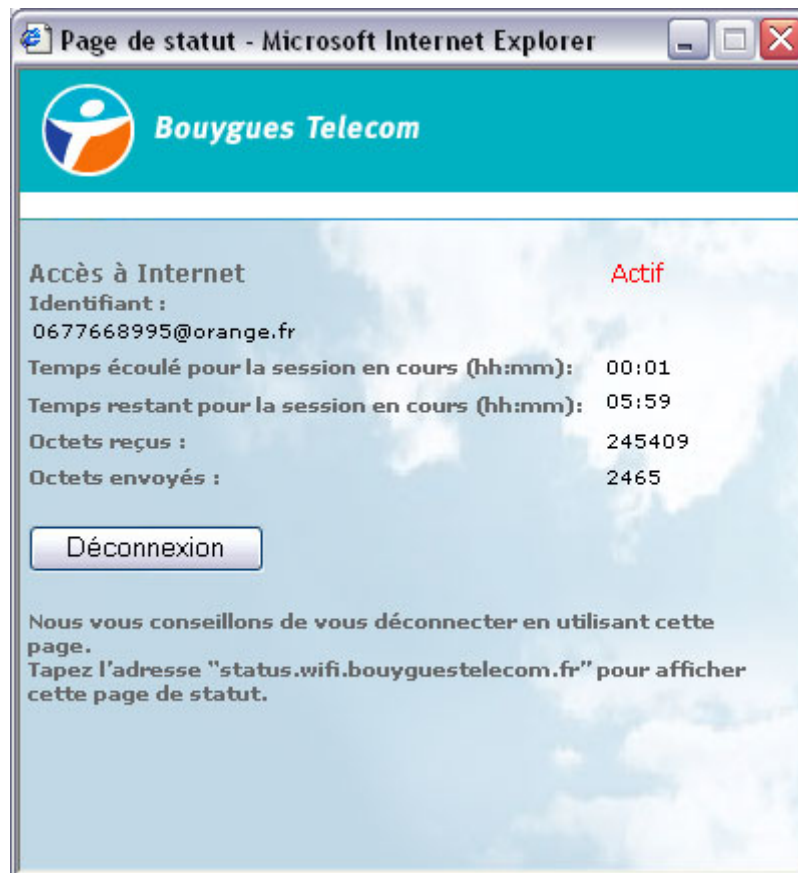 Page de statut - Microsoft Internet Explorer
Bouygues Telecom
Accès à Internet Actif
Identifiant :
0677668995@orange.fr
Temps écoulé pour la session en cours (hh:mm): 00:01
Temps restant pour la session en cours (hh:mm): 05:59
Octets reçus : 245409
Octets envoyés : 2465
Déconnexion
Nous vous conseillons de vous déconnecter en utilisant cette
page.
Tapez l'adresse "status.wifi.bouyguestelecom.fr" pour afficher
cette page de statut.